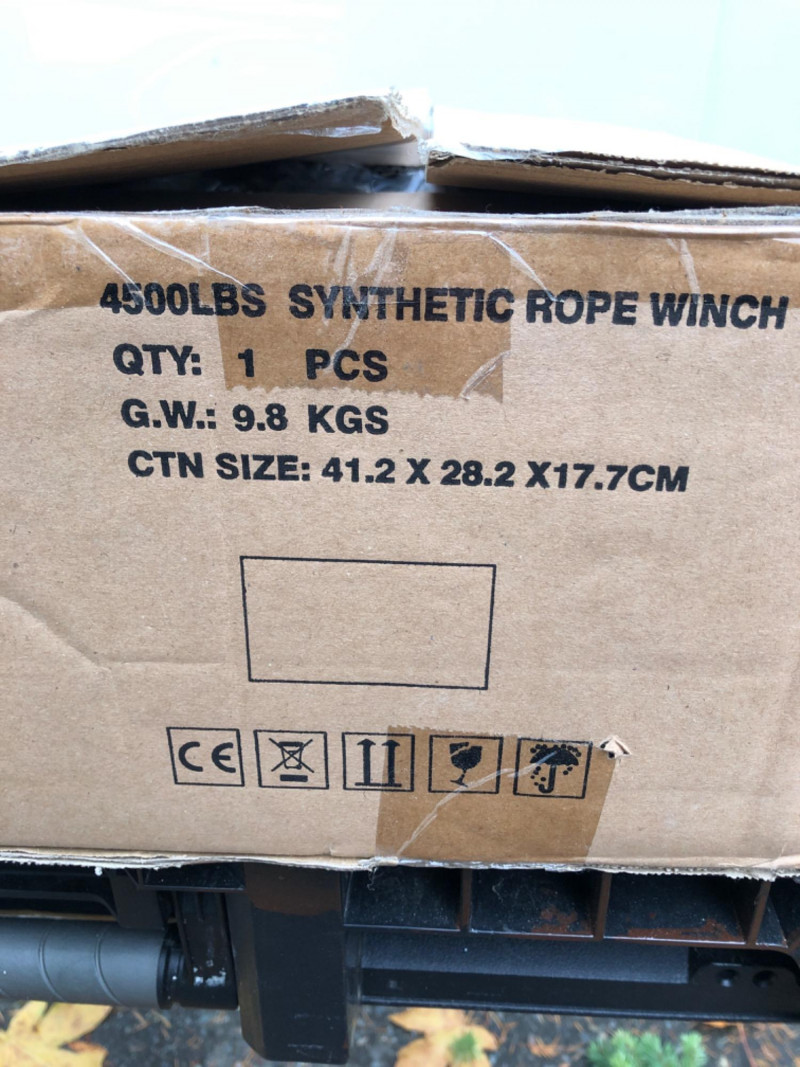 4500LBS SYNTHETIC ROPE WINCH
QTY: 1 PCS
G.W.: 9.8 KGS
CTN SIZE: 41.2 X 28.2 X17.7CM
CE